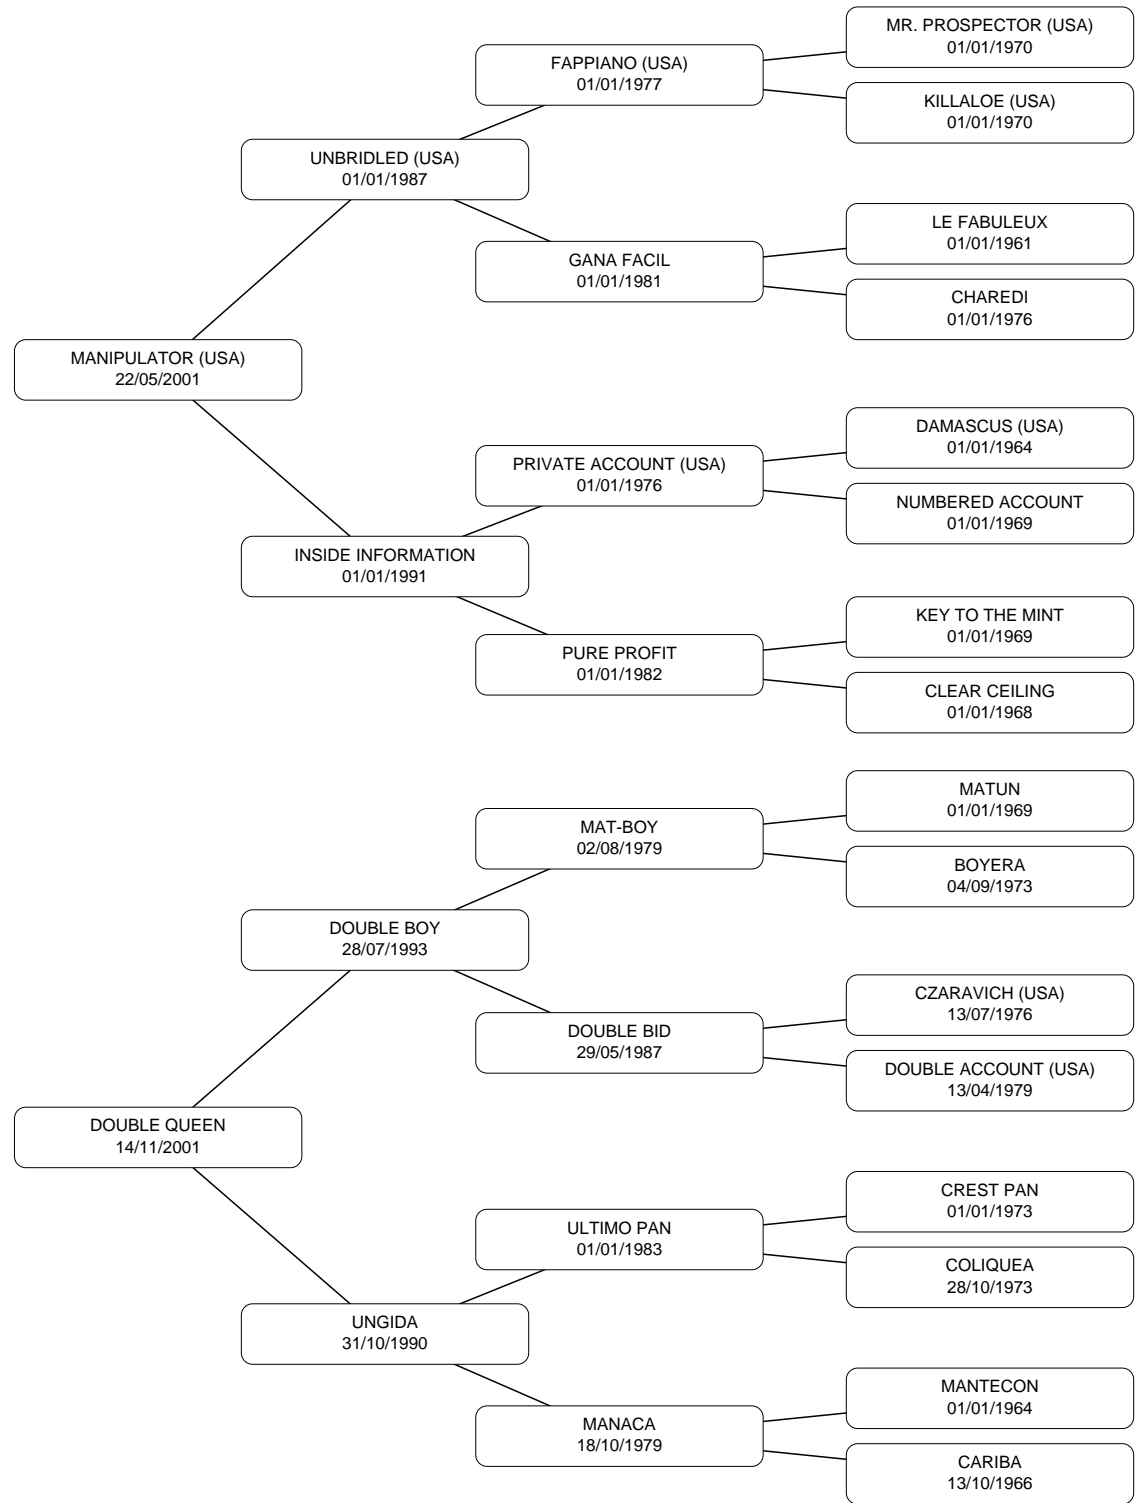 MR. PROSPECTOR (USA)
01/01/1970
FAPPIANO (USA)
01/01/1977
KILLALOE (USA)
01/01/1970
UNBRIDLED (USA)
01/01/1987
LE FABULEUX
01/01/1961
GANA FACIL
01/01/1981
CHAREDI
01/01/1976
MANIPULATOR (USA)
22/05/2001
DAMASCUS (USA)
01/01/1964
PRIVATE ACCOUNT (USA)
01/01/1976
NUMBERED ACCOUNT
01/01/1969
INSIDE INFORMATION
01/01/1991
KEY TO THE MINT
01/01/1969
PURE PROFIT
01/01/1982
CLEAR CEILING
01/01/1968
MATUN
01/01/1969
MAT-BOY
02/08/1979
BOYERA
04/09/1973
DOUBLE BOY
28/07/1993
CZARAVICH (USA)
13/07/1976
DOUBLE BID
29/05/1987
DOUBLE ACCOUNT (USA)
13/04/1979
DOUBLE QUEEN
14/11/2001
CREST PAN
01/01/1973
ULTIMO PAN
01/01/1983
COLIQUEA
28/10/1973
UNGIDA
31/10/1990
MANTECON
01/01/1964
MANACA
18/10/1979
CARIBA
13/10/1966